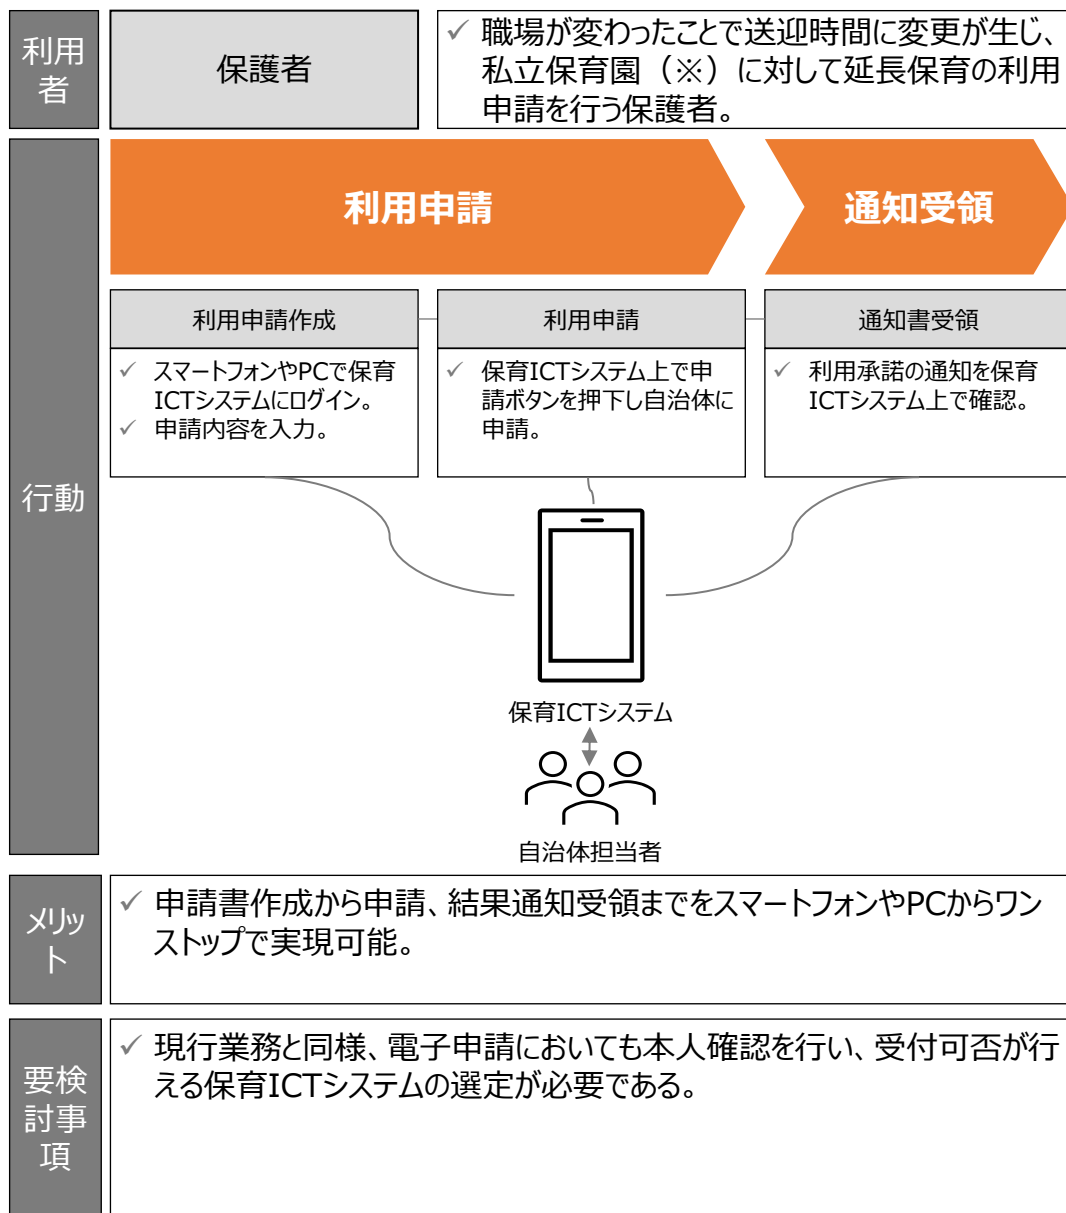 利用
者
保護者
✓ 職場が変わったことで送迎時間に変更が生じ、
私立保育園（※）に対して延長保育の利用
申請を行う保護者。
行動
利用申請
通知受領
利用申請作成
✓ スマートフォンやPCで保育
ICTシステムにログイン。
✓ 申請内容を入力。
利用申請
✓ 保育ICTシステム上で申
請ボタンを押下し自治体に
申請。
通知書受領
✓ 利用承諾の通知を保育
ICTシステム上で確認。
保育ICTシステム
自治体担当者
メリッ
ト
✓ 申請書作成から申請、結果通知受領までをスマートフォンやPCからワン
ストップで実現可能。
要検
討事
項
✓ 現行業務と同様、電子申請においても本人確認を行い、受付可否が行
える保育ICTシステムの選定が必要である。